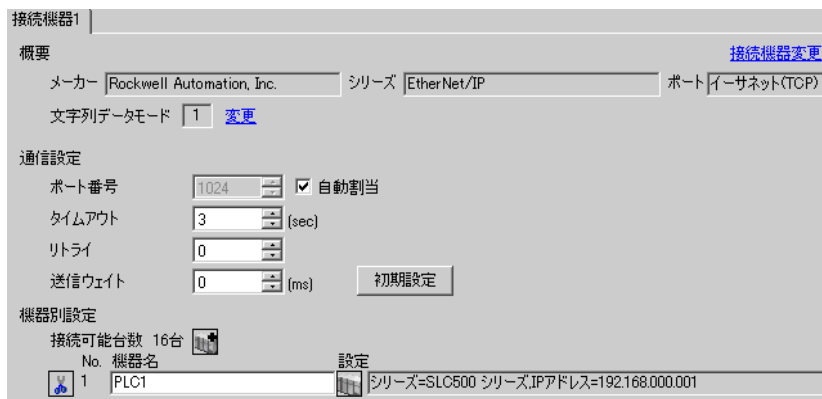 接続機器1
概要 接続機器変更
メーカー Rockwell Automation, Inc. シリーズ EtherNet/IP ポート イーサネット(TCP)
文字列データモード 1 変更
通信設定
ポート番号 1024 自動割当
タイムアウト 3 (sec)
リトライ 0
送信ウェイト 0 (ms) 初期設定
機器別設定
接続可能台数 16台
No. 機器名 設定
1 PLC1 シリーズ=SLC500 シリーズ,IPアドレス=192.168.000.001